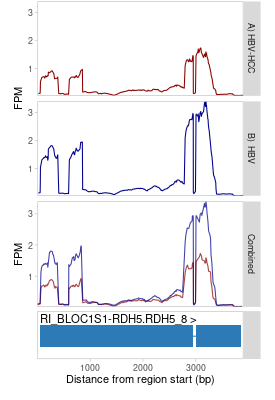 3
2
1
FPM
A) HBV-HCC
3
2
1
B) HBV
3
2
1
FPM
Combined
RI_BLOC1S1-RDH5.RDH5_8 >
1000 2000 3000
Distance from region start (bp)